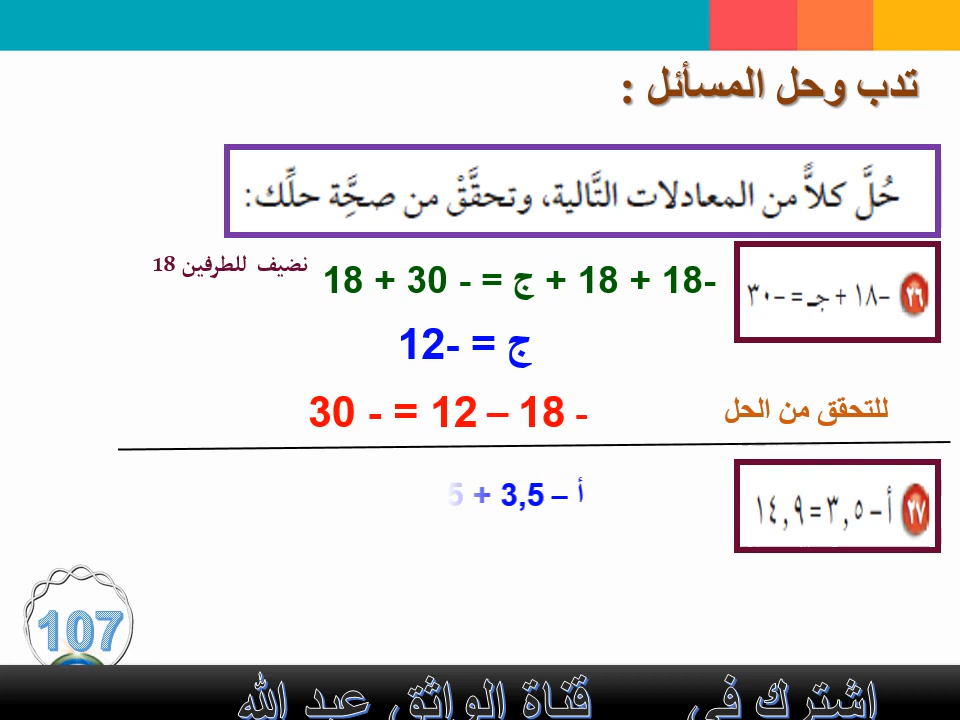 تدب وحل المسأئل :
حُلَّ كلاًّ من المعادلات التَّالية، وتحقَّقْ من صحَّة حلِّك:
٢٦ -١٨ + جـ = -٣٠
-18 + 18 + ج = - 30 + 18
نضيف للطرفين 18
ج = -12
للتحقق من الحل
- 18 – 12 = - 30
٢٧ أ - ٣,٥ = ١٤,٩
أ – 3,5 + 5
107
اشترك في قناة الواثق عبد الله